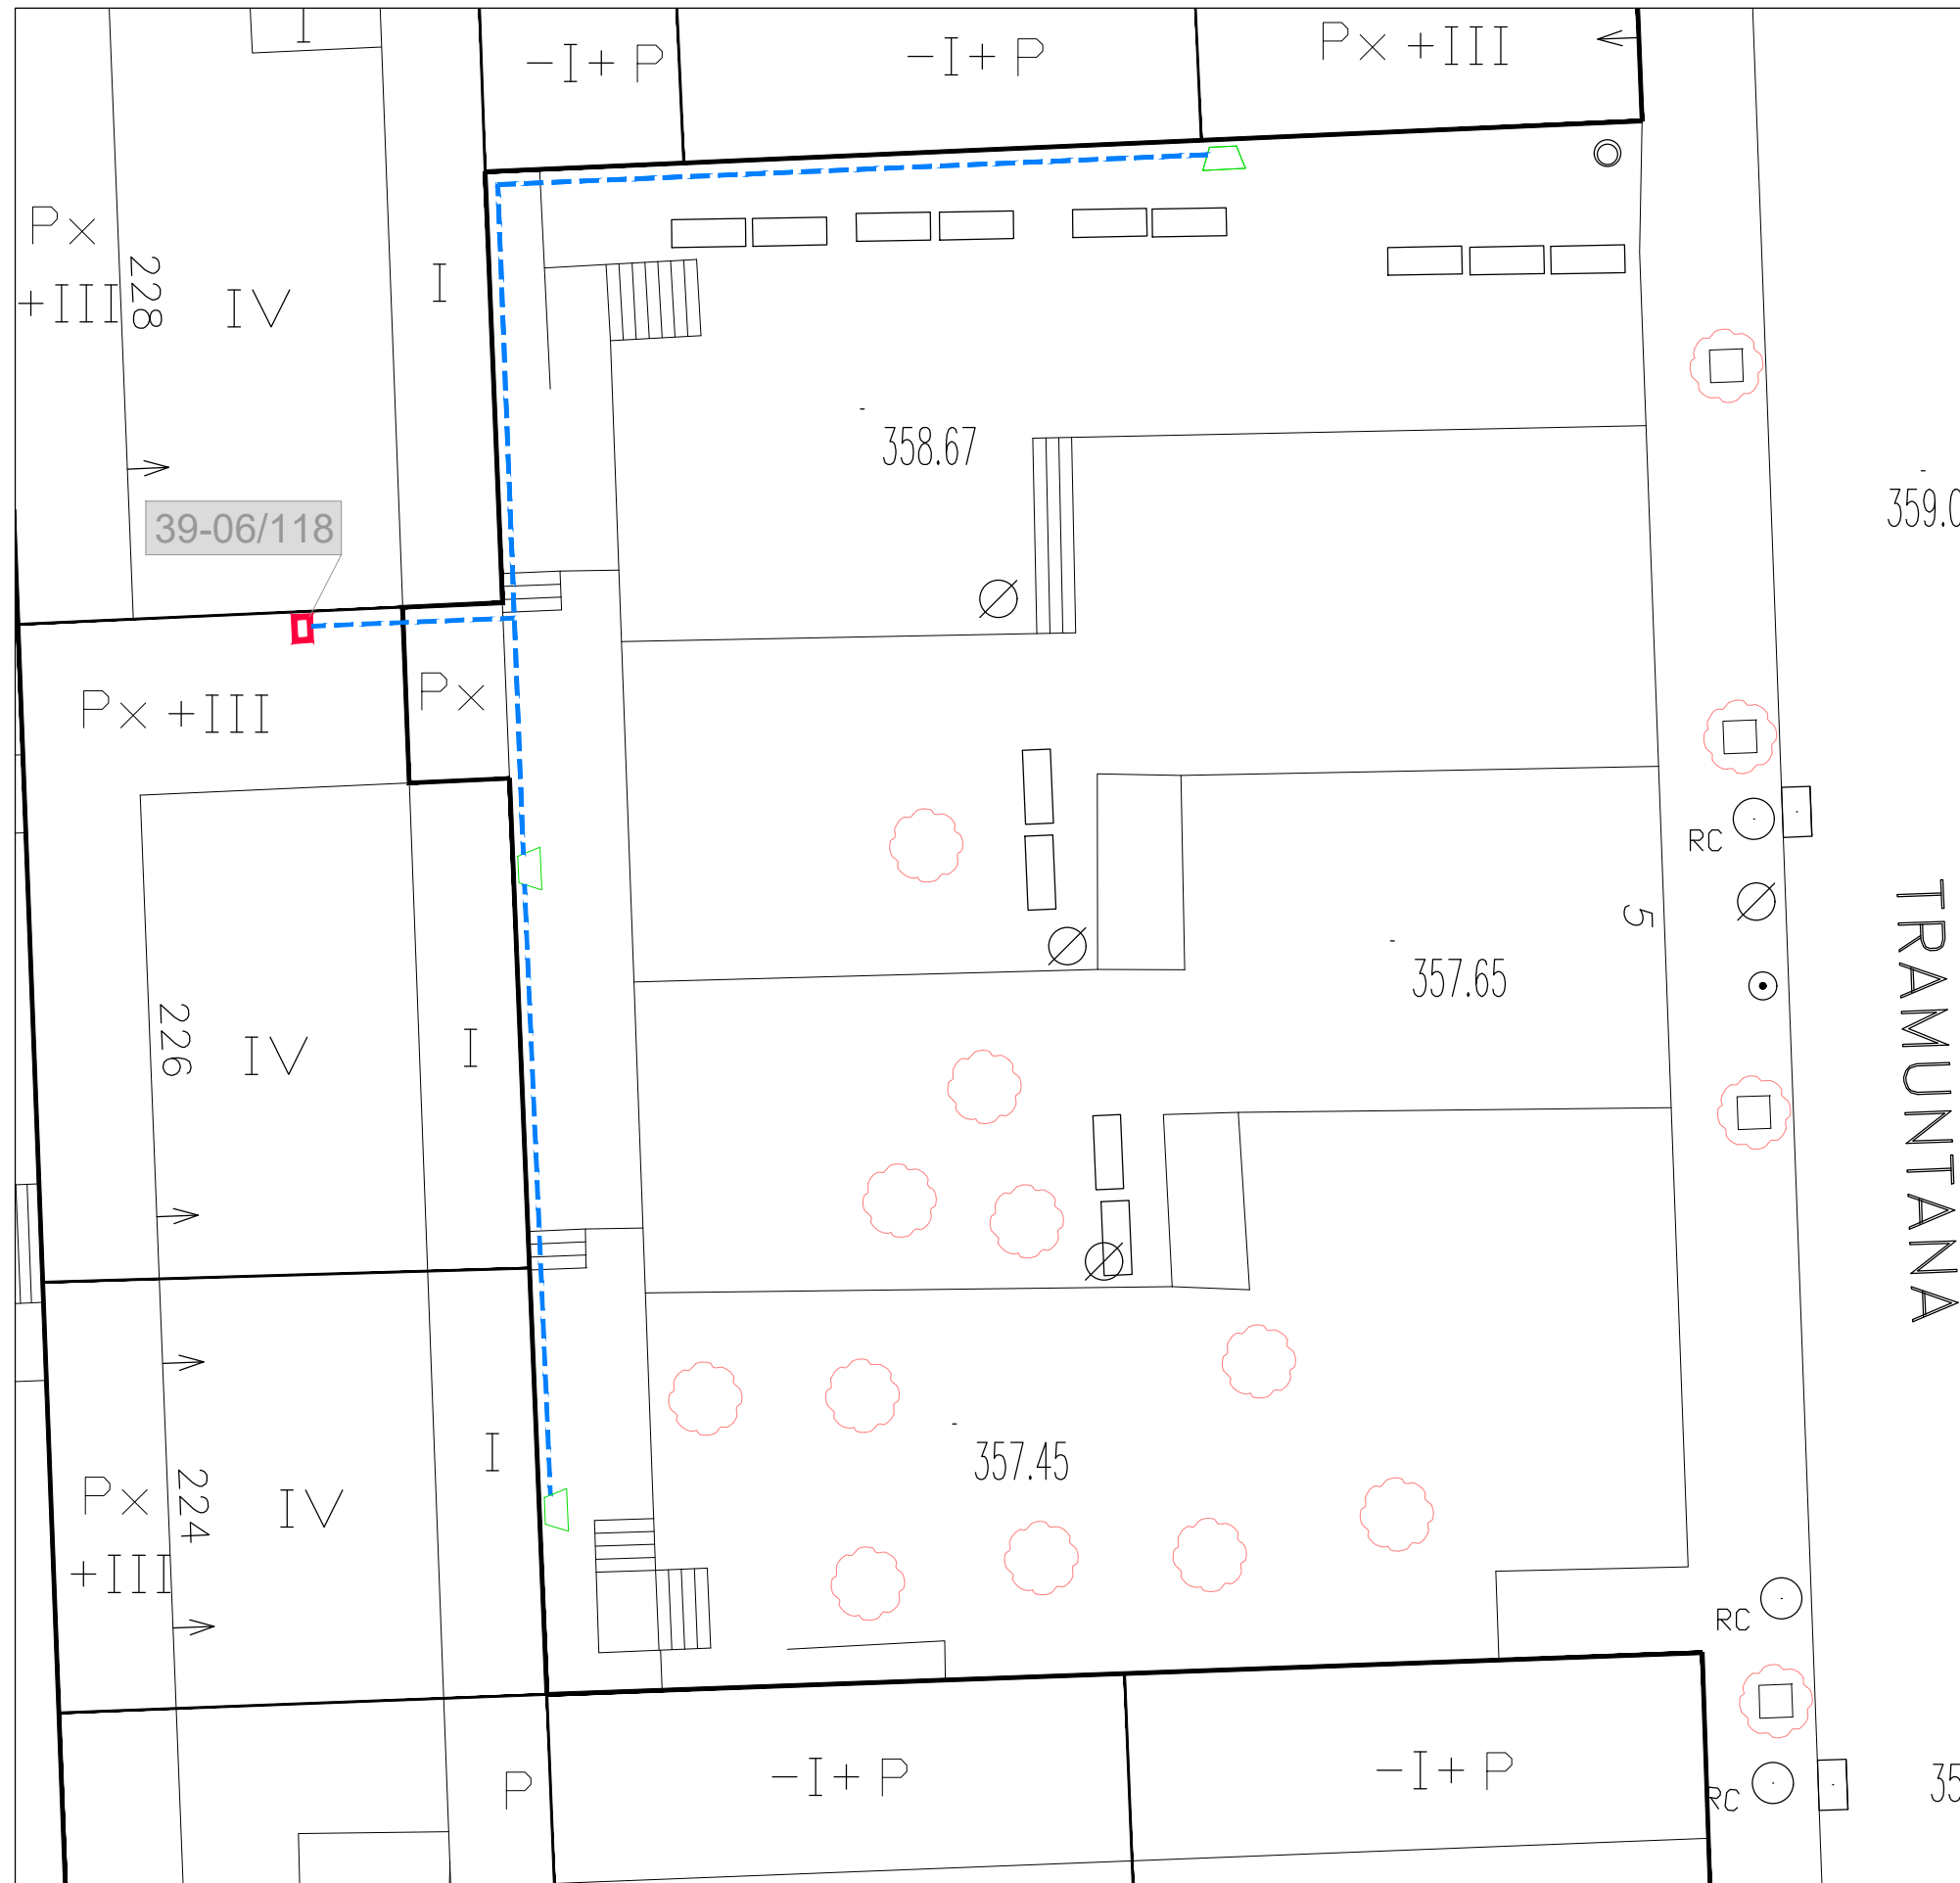 I
-I+ P
-I+ P
Px +III
Px
+III
228
IV
I
358.67
359.0
39-06/118
Px +III
Px
RC
5
357.65
TRAMUNTANA
226
IV
I
357.45
I
Px
+III
224
IV
RC
P
-I+ P
-I+ P
RC
35